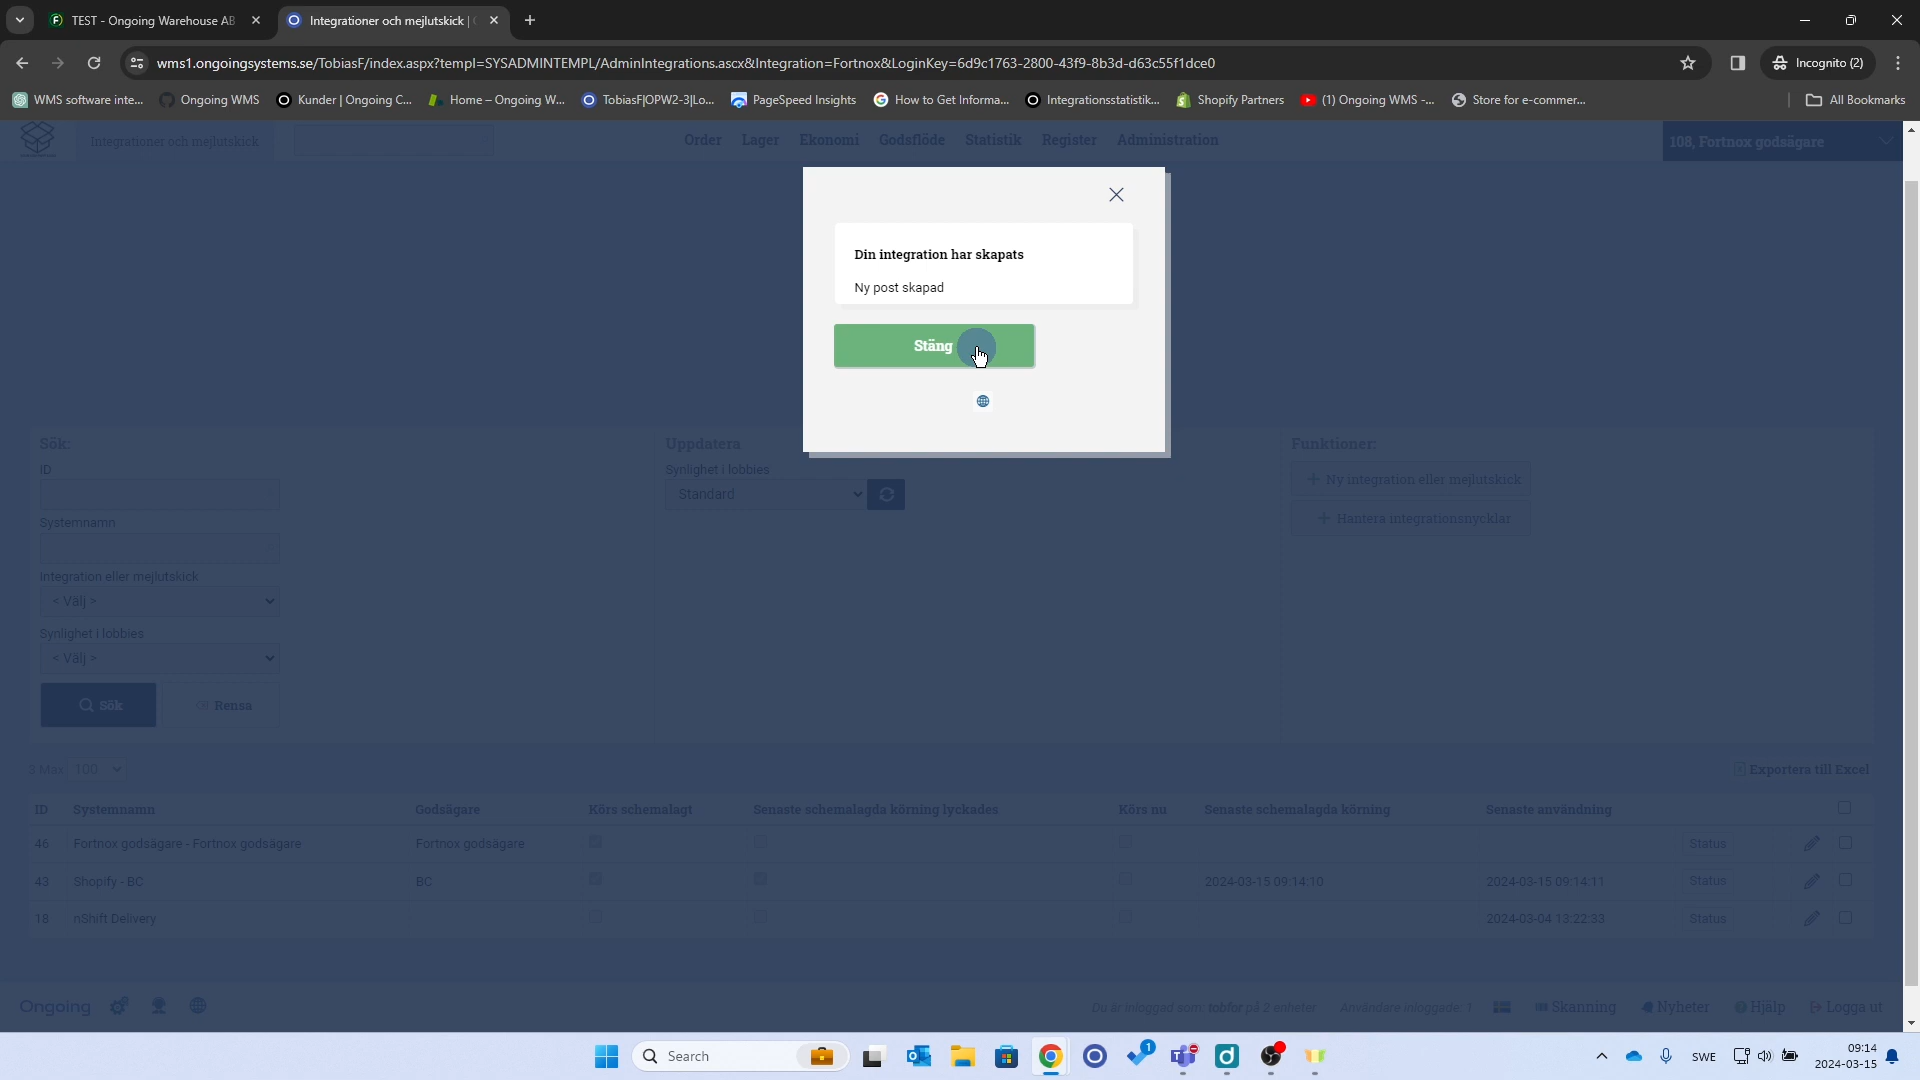 TEST - Ongoing Warehouse AB
Integrationer och mejlutskick |
wms1.ongoingsystems.se/TobiasF/index.aspx?templ=SYSADMINTEMPL/AdminIntegrations.ascx&Integration=Fortnox&LoginKey=6d9c1763-2800-43f9-8b3d-d63c55f1dce0
Incognito (2)
WMS software inte...
Ongoing WMS
Kunder | Ongoing C...
Home – Ongoing W...
TobiasF|OPW2-3|Lo...
PageSpeed Insights
How to Get Informa...
Integrationsstatistik...
Shopify Partners
(1) Ongoing WMS -...
Store for e-commer...
All Bookmarks
Integrationer och mejlutskick
Order
Lager
Ekonomi
Godsflöde
Statistik
Register
Administration
108, Fortnox godsägare
Din integration har skapats
Ny post skapad
Stäng
Sök:
ID
Systemnamn
Integration eller mejlutskick
< Välj >
Synlighet i lobbies
< Välj >
Sök
Rensa
Uppdatera
Synlighet i lobbies
Standard
Funktioner:
+ Ny integration eller mejlutskick
+ Hantera integrationsnycklar
Max 100
Exportera till Excel
ID Systemnamn Godsägare Körs schemalagt Senaste schemalagda körning lyckades Körs nu Senaste schemalagda körning Senaste användning
46 Fortnox godsägare - Fortnox godsägare Fortnox godsägare Status
43 Shopify - BC BC 2024-03-15 09:14:10 2024-03-15 09:14:11 Status
18 nShift Delivery 2024-03-04 13:22:33 Status
Ongoing
Du är inloggad som: tobfor på 2 enheter
Användare inloggade: 1
Skanning
Nyheter
Hjälp
Logga ut
Search
1
SWE
09:14
2024-03-15